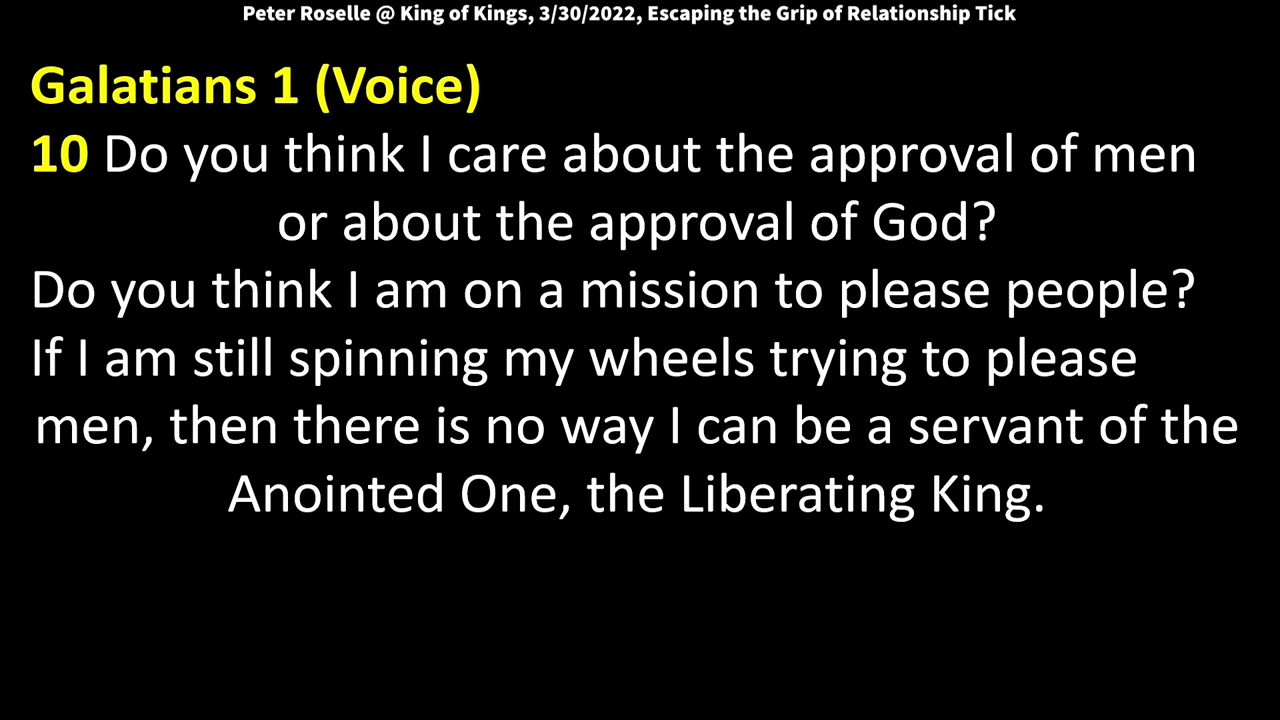 Peter Roselle @ King of Kings, 3/30/2022, Escaping the Grip of Relationship Tick
Galatians 1 (Voice)
10 Do you think I care about the approval of men
or about the approval of God?
Do you think I am on a mission to please people?
If I am still spinning my wheels trying to please
men, then there is no way I can be a servant of the
Anointed One, the Liberating King.